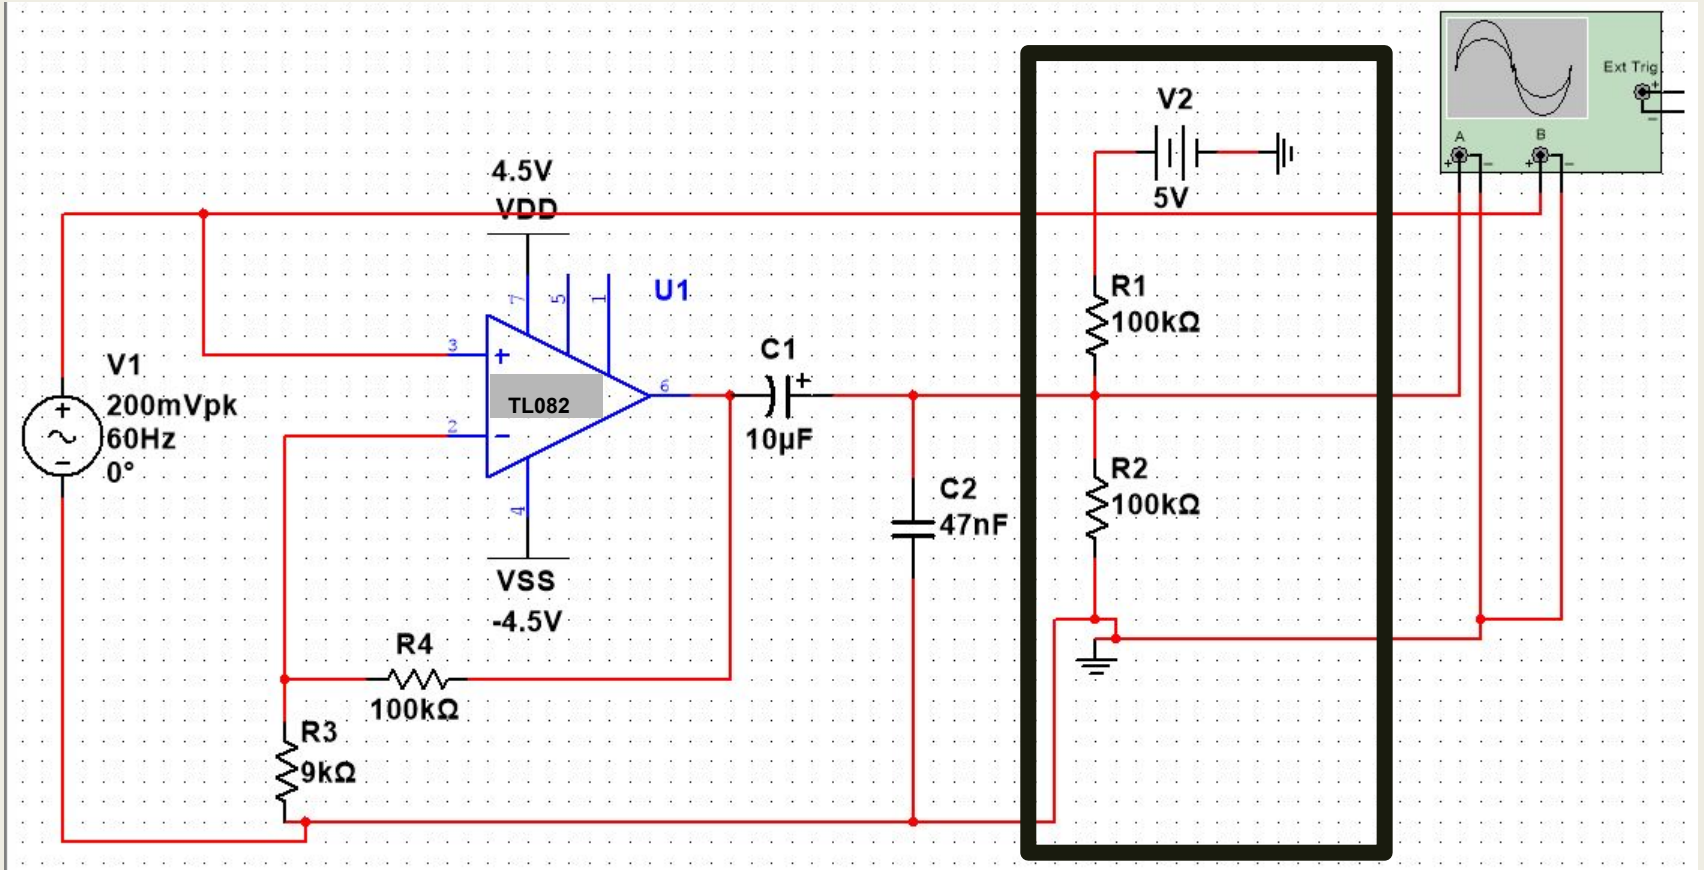 Ext Trig
+
−
A
B
+
−
+
−
V2
5V
4.5V
VDD
7
5
1
U1
R1
100kΩ
V1
+
200mVpk
60Hz
−
0°
3
+
TL082
6
C1
+
10µF
2
−
4
R2
100kΩ
C2
47nF
VSS
-4.5V
R4
100kΩ
R3
9kΩ